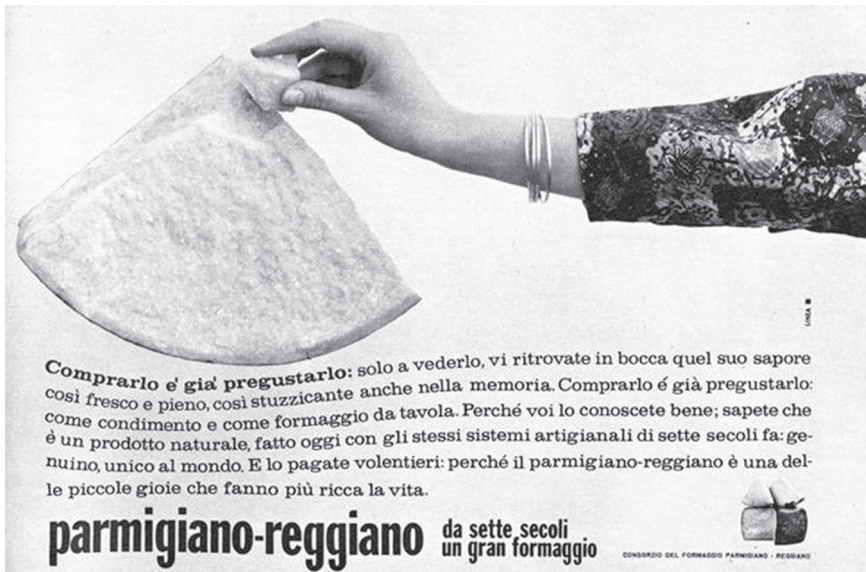 LINEA
Comprarlo e' gia' pregustarlo: solo a vederlo, vi ritrovate in bocca quel suo sapore
così fresco e pieno, così stuzzicante anche nella memoria. Comprarlo é già pregustarlo:
come condimento e come formaggio da tavola. Perché voi lo conoscete bene; sapete che
è un prodotto naturale, fatto oggi con gli stessi sistemi artigianali di sette secoli fa: ge-
nuino, unico al mondo. E lo pagate volentieri: perché il parmigiano-reggiano è una del-
le piccole gioie che fanno più ricca la vita.
parmigiano-reggiano
da sette secoli
un gran formaggio
CONSORZIO DEL FORMAGGIO PARMIGIANO - REGGIANO